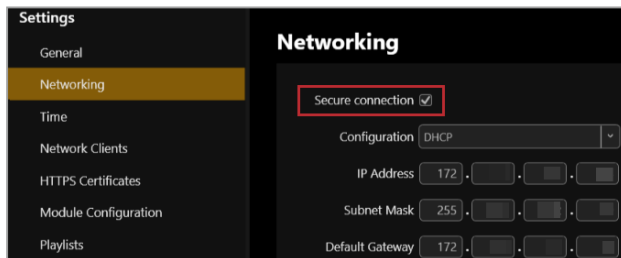 Settings
General
Networking
Time
Network Clients
HTTPS Certificates
Module Configuration
Playlists
Networking
Secure connection
Configuration DHCP
IP Address 172 . . .
Subnet Mask 255 . . .
Default Gateway 172 . . .